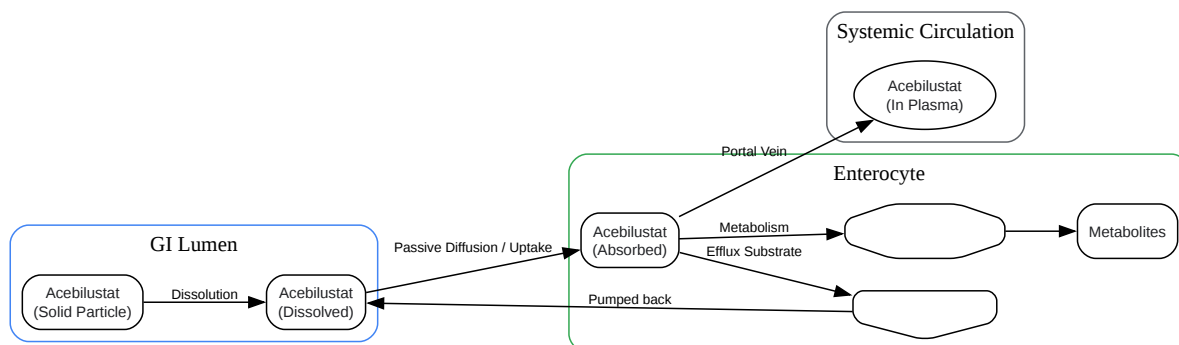 Systemic Circulation
Acebilustat
(In Plasma)
Portal Vein
Enterocyte
Acebilustat
(Absorbed)
Metabolism
Efflux Substrate
Metabolites
GI Lumen
Passive Diffusion / Uptake
Acebilustat
(Solid Particle)
Dissolution
Acebilustat
(Dissolved)
Pumped back